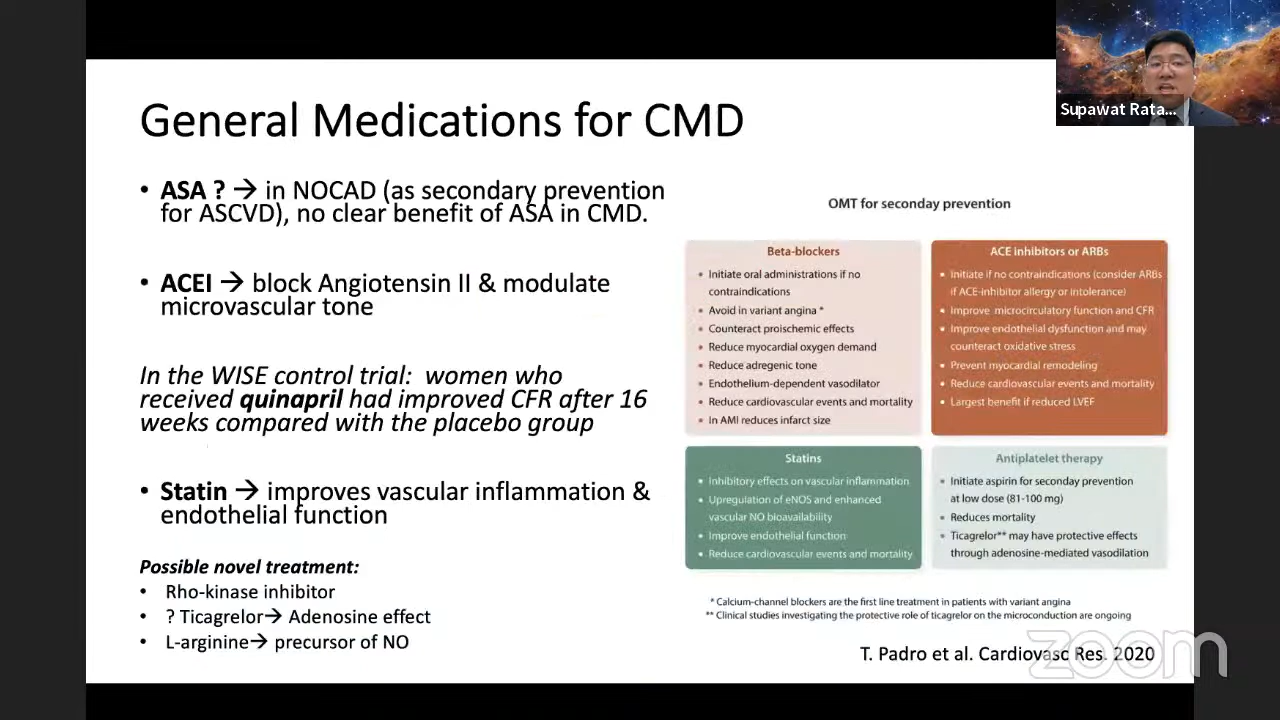 General Medications for CMD
• ASA ? → in NOCAD (as secondary prevention
for ASCVD), no clear benefit of ASA in CMD.
• ACEI → block Angiotensin II & modulate
microvascular tone
In the WISE control trial: women who
received quinapril had improved CFR after 16
weeks compared with the placebo group
• Statin → improves vascular inflammation &
endothelial function
Possible novel treatment:
• Rho-kinase inhibitor
• ? Ticagrelor→ Adenosine effect
• L-arginine→ precursor of NO
OMT for seconday prevention
Beta-blockers
• Initiate oral administrations if no
contraindications
• Avoid in variant angina *
• Counteract proischemic effects
• Reduce myocardial oxygen demand
• Reduce adregenic tone
• Endothelium-dependent vasodilator
• Reduce cardiovascular events and mortality
• In AMI reduces infarct size
ACE inhibitors or ARBs
• Initiate if no contraindications (consider ARBs
if ACE-inhibitor allergy or intolerance)
• Improve microcirculatory function and CFR
• Improve endothelial dysfunction and may
counteract oxidative stress
• Prevent myocardial remodeling
• Reduce cardiovascular events and mortality
• Largest benefit if reduced LVEF
Statins
• Inhibitory effects on vascular inflammation
• Upregulation of eNOS and enhanced
vascular NO bioavailability
• Improve endothelial function
• Reduce cardiovascular events and mortality
Antiplatelet therapy
• Initiate aspirin for seconday prevention
at low dose (81-100 mg)
• Reduces mortality
• Ticagrelor** may have protective effects
through adenosine-mediated vasodilation
* Calcium-channel blockers are the first line treatment in patients with variant angina
** Clinical studies investigating the protective role of ticagrelor on the microconduction are ongoing
T. Padro et al. Cardiovasc Res. 2020
zoom
Supawat Rata...